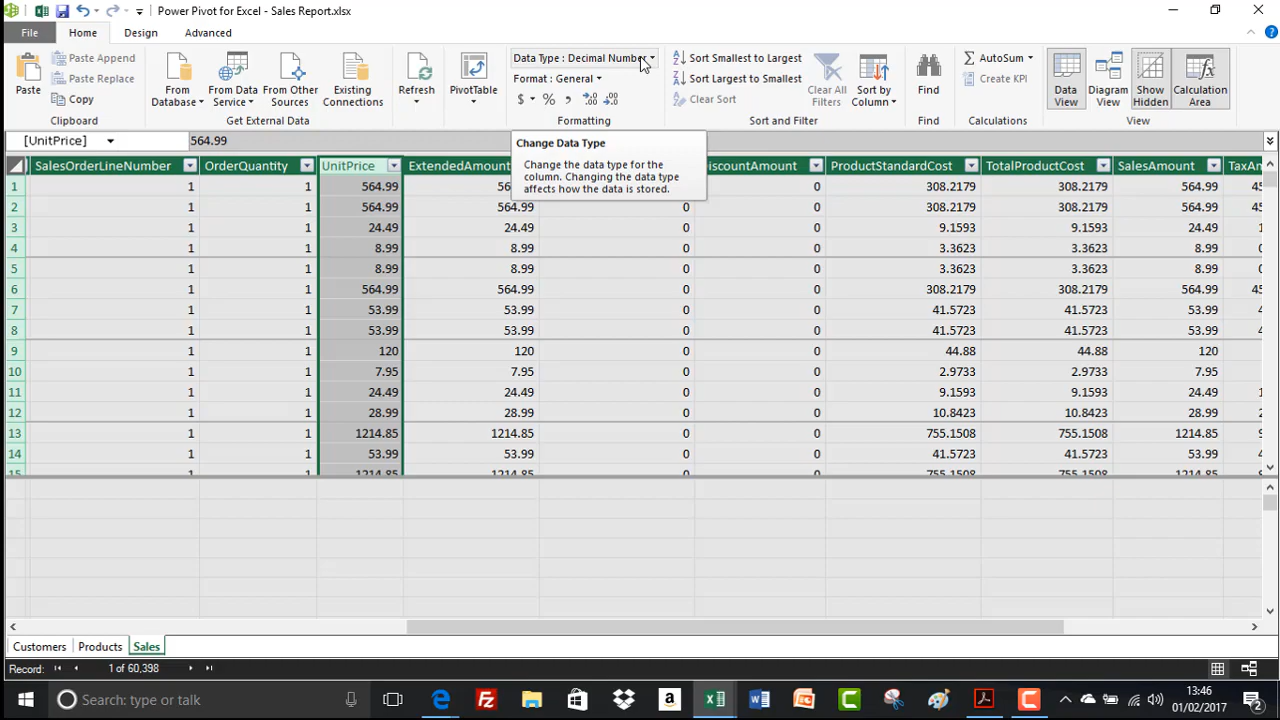 Power Pivot for Excel - Sales Report.xlsx
File Home Design Advanced
Paste
Paste Append
Paste Replace
Copy
Clipboard
From Database
From Data Service
From Other Sources
Existing Connections
Get External Data
Refresh
PivotTable
Data Type : Decimal Number
Format : General
$ % ,
Formatting
Sort Smallest to Largest
Sort Largest to Smallest
Clear Sort
Clear All Filters
Sort by Column
Sort and Filter
Find
Find
AutoSum
Create KPI
Calculations
Data View
Diagram View
Show Hidden
Calculation Area
View
[UnitPrice] 564.99
Change Data Type
Change the data type for the
column. Changing the data type
affects how the data is stored.
SalesOrderLineNumber OrderQuantity UnitPrice ExtendedAmount ProductStandardCost TotalProductCost SalesAmount
1 1 1 564.99 308.2179 308.2179 564.99
2 1 1 564.99 564.99 0 0 308.2179 308.2179 564.99
3 1 1 24.49 24.49 0 0 9.1593 9.1593 24.49
4 1 1 8.99 8.99 0 0 3.3623 3.3623 8.99
5 1 1 8.99 8.99 0 0 3.3623 3.3623 8.99
6 1 1 564.99 564.99 0 0 308.2179 308.2179 564.99
7 1 1 53.99 53.99 0 0 41.5723 41.5723 53.99
8 1 1 53.99 53.99 0 0 41.5723 41.5723 53.99
9 1 1 120 120 0 0 44.88 44.88 120
10 1 1 7.95 7.95 0 0 2.9733 2.9733 7.95
11 1 1 24.49 24.49 0 0 9.1593 9.1593 24.49
12 1 1 28.99 28.99 0 0 10.8423 10.8423 28.99
13 1 1 1214.85 1214.85 0 0 755.1508 755.1508 1214.85
14 1 1 53.99 53.99 0 0 41.5723 41.5723 53.99
15 1 1 1214.85 1214.85 0 0 755.1508 755.1508 1214.85
Customers Products Sales
Record: 1 of 60,398
Search: type or talk
13:46
01/02/2017
2